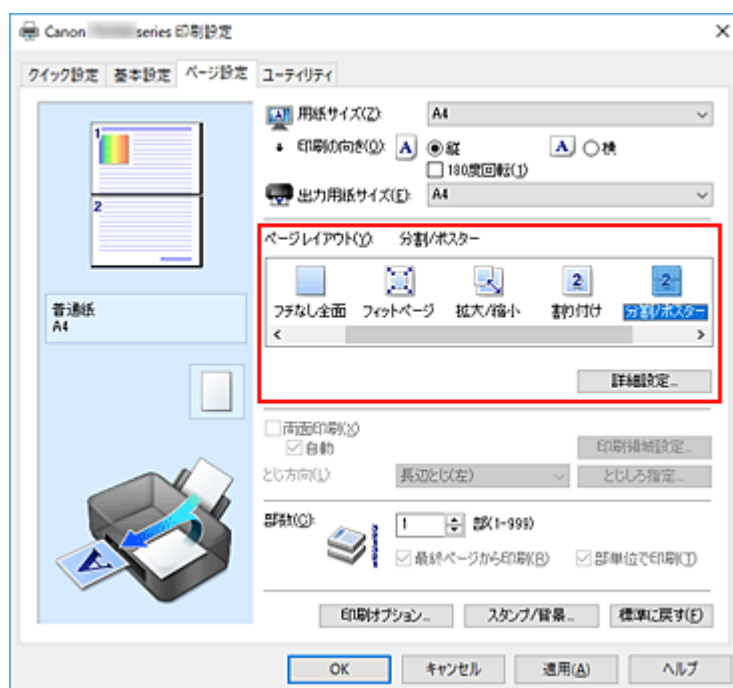 Canon series 印刷設定
クイック設定 基本設定 ページ設定 ユーティリティ
用紙サイズ(Z): A4
印刷の向き(O): A 縦 A 横
180度回転(1)
出力用紙サイズ(E): A4
1
2
普通紙
A4
ページレイアウト(Y): 分割/ポスター
2 2
フチなし全面 フィットページ 拡大/縮小 割り付け 分割/ポスター
詳細設定...
両面印刷(X)
自動 印刷領域設定...
とじ方向(L): 長辺とじ(左) とじしろ指定...
部数(C): 1 部(1-999)
最終ページから印刷(R) 部単位で印刷(T)
A
印刷オプション... スタンプ/背景... 標準に戻す(F)
OK キャンセル 適用(A) ヘルプ